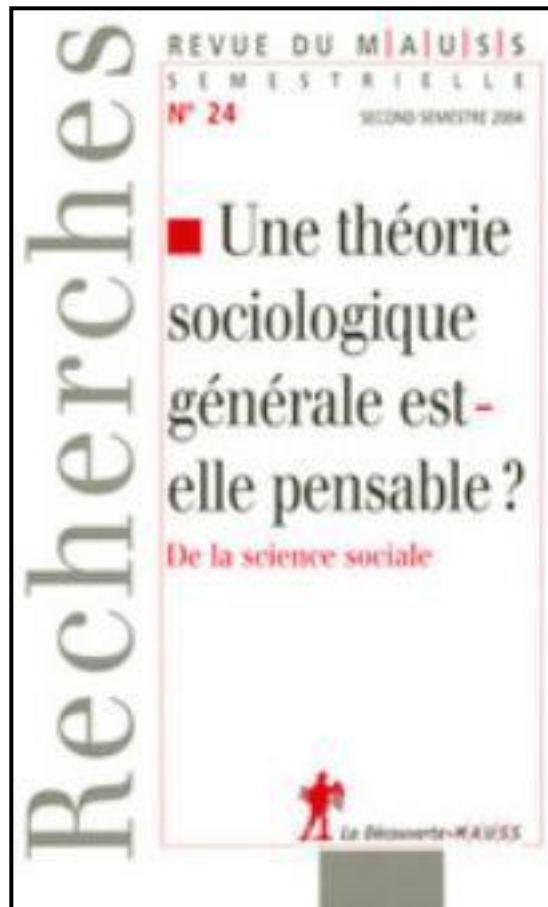 Recherches
REVUE DU M|A|U|S|S
SEMESTRIELLE
N° 24
SECOND SEMESTRE 2004
Une théorie
sociologique
générale est-
elle pensable ?
De la science sociale
La Découverte-M.A.U.S.S